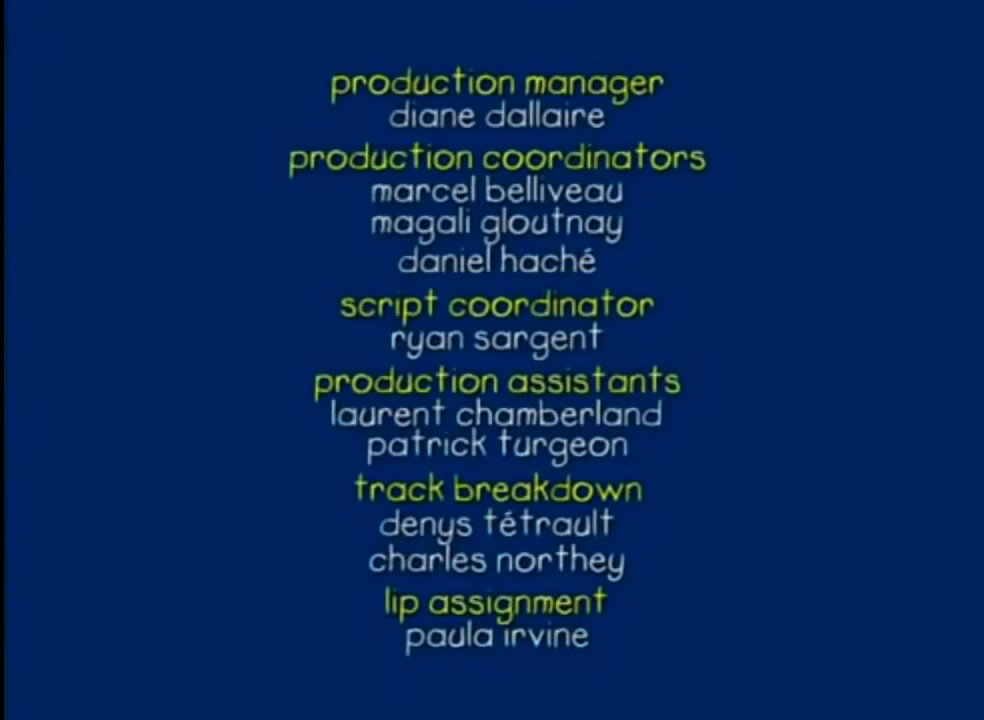 production manager
diane dallaire
production coordinators
marcel belliveau
magali gloutnay
daniel haché
script coordinator
ryan sargent
production assistants
laurent chamberland
patrick turgeon
track breakdown
denys tétrault
charles northey
lip assignment
paula irvine